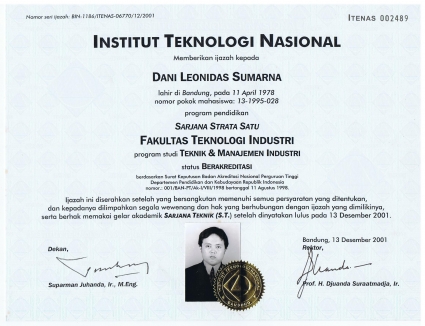 Nomor seri ijazah: BIN-1186/ITENAS-06770/12/2001
ITENAS 002489
INSTITUT TEKNOLOGI NASIONAL
Memberikan ijazah kepada
DANI LEONIDAS SUMARNA
lahir di Bandung, pada 11 April 1978
nomor pokok mahasiswa: 13-1995-028
program pendidikan
SARJANA STRATA SATU
FAKULTAS TEKNOLOGI INDUSTRI
program studi TEKNIK & MANAJEMEN INDUSTRI
status BERAKREDITASI
berdasarkan Surat Keputusan Badan Akreditasi Nasional Perguruan Tinggi
Departemen Pendidikan dan Kebudayaan Republik Indonesia
nomor: 001/BAN-PT/Ak-I/VIII/1998 bertanggal 11 Agustus 1998.
Ijazah ini diserahkan setelah yang bersangkutan memenuhi semua persyaratan yang ditentukan,
dan kepadanya dilimpahkan segala wewenang dan hak yang berhubungan dengan ijazah yang dimilikinya,
serta berhak memakai gelar akademik SARJANA TEKNIK (S.T.) setelah dinyatakan lulus pada 13 Desember 2001.
Dekan,
Suparman Juhanda, Ir., M.Eng.
Bandung, 13 Desember 2001
Rektor,
Prof. H. Djuanda Suraatmadja, Ir.